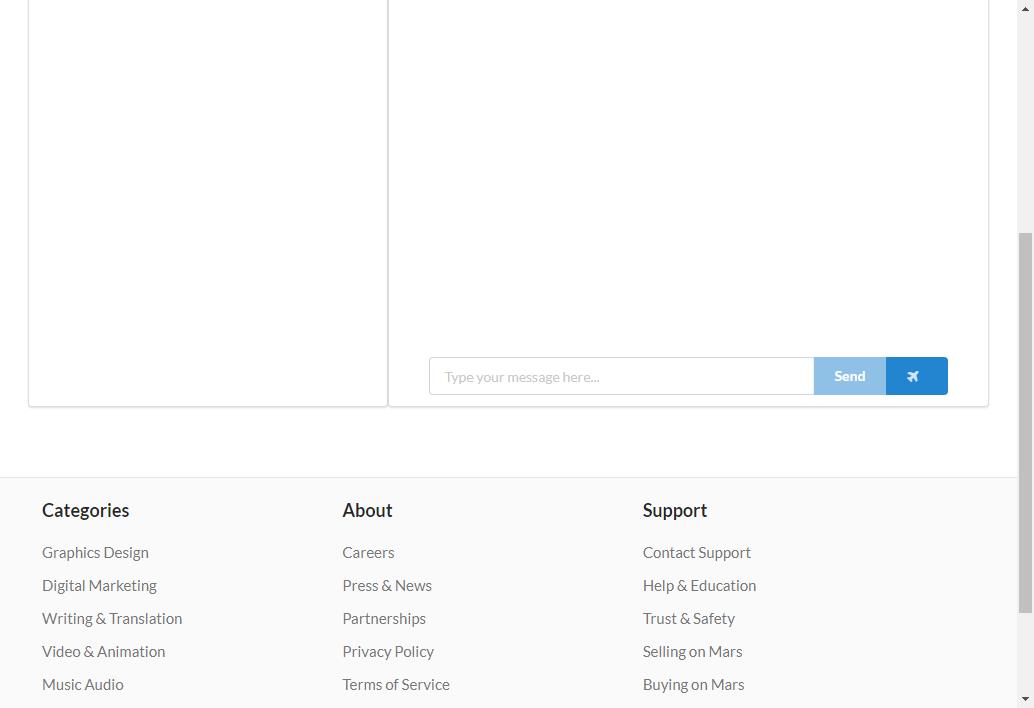 Type your message here...
Send
Categories
Graphics Design
Digital Marketing
Writing & Translation
Video & Animation
Music Audio
About
Careers
Press & News
Partnerships
Privacy Policy
Terms of Service
Support
Contact Support
Help & Education
Trust & Safety
Selling on Mars
Buying on Mars